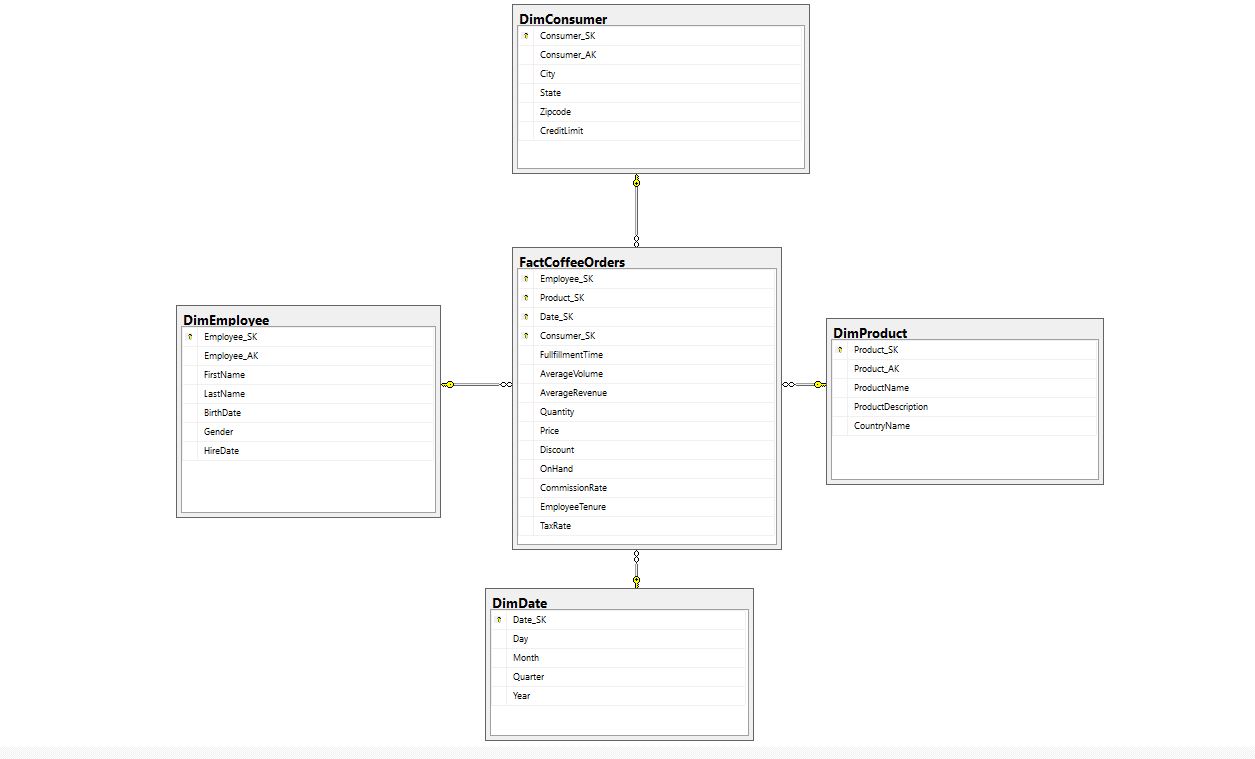 DimConsumer
Consumer_SK
Consumer_AK
City
State
Zipcode
CreditLimit
FactCoffeeOrders
Employee_SK
Product_SK
Date_SK
Consumer_SK
FullfillmentTime
AverageVolume
AverageRevenue
Quantity
Price
Discount
OnHand
CommissionRate
EmployeeTenure
TaxRate
DimEmployee
Employee_SK
Employee_AK
FirstName
LastName
BirthDate
Gender
HireDate
DimProduct
Product_SK
Product_AK
ProductName
ProductDescription
CountryName
DimDate
Date_SK
Day
Month
Quarter
Year